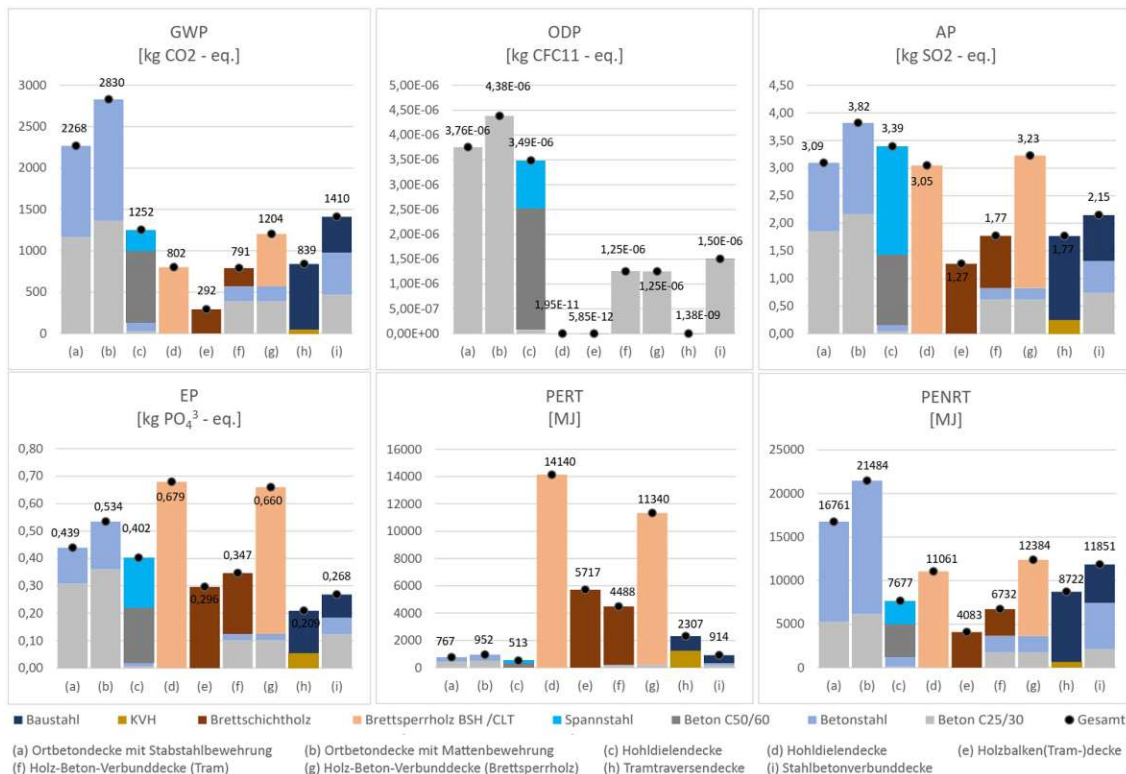 GWP
[kg CO2 - eq.]
3000
2500
2000
1500
1000
500
0
2268
2830
1252
802
292
791
1204
839
1410
(a) (b) (c) (d) (e) (f) (g) (h) (i)
ODP
[kg CFC11 - eq.]
5,00E-06
4,50E-06
4,00E-06
3,50E-06
3,00E-06
2,50E-06
2,00E-06
1,50E-06
1,00E-06
5,00E-07
0,00E+00
3,76E-06
4,38E-06
3,49E-06
1,95E-11
5,85E-12
1,25E-06
1,25E-06
1,38E-09
1,50E-06
(a) (b) (c) (d) (e) (f) (g) (h) (i)
AP
[kg SO2 - eq.]
4,50
4,00
3,50
3,00
2,50
2,00
1,50
1,00
0,50
0,00
3,09
3,82
3,39
3,05
1,27
1,77
3,23
1,77
2,15
(a) (b) (c) (d) (e) (f) (g) (h) (i)
EP
[kg PO₄³ - eq.]
0,80
0,70
0,60
0,50
0,40
0,30
0,20
0,10
0,00
0,439
0,534
0,402
0,679
0,296
0,347
0,660
0,209
0,268
(a) (b) (c) (d) (e) (f) (g) (h) (i)
PERT
[MJ]
16000
14000
12000
10000
8000
6000
4000
2000
0
767
952
513
14140
5717
4488
11340
2307
914
(a) (b) (c) (d) (e) (f) (g) (h) (i)
PENRT
[MJ]
25000
20000
15000
10000
5000
0
16761
21484
7677
11061
4083
6732
12384
8722
11851
(a) (b) (c) (d) (e) (f) (g) (h) (i)
Baustahl KVH Brettschichtholz Brettsperrholz BSH /CLT Spannstahl Beton C50/60 Betonstahl Beton C25/30 Gesamt
(a) Ortbetondecke mit Stabstahlbewehrung (b) Ortbetondecke mit Mattenbewehrung (c) Hohldielendecke (d) Hohldielendecke (e) Holzbalken(Tram-)decke
(f) Holz-Beton-Verbunddecke (Tram) (g) Holz-Beton-Verbunddecke (Brettsperrholz) (h) Tramtraversendecke (i) Stahlbetonverbunddecke